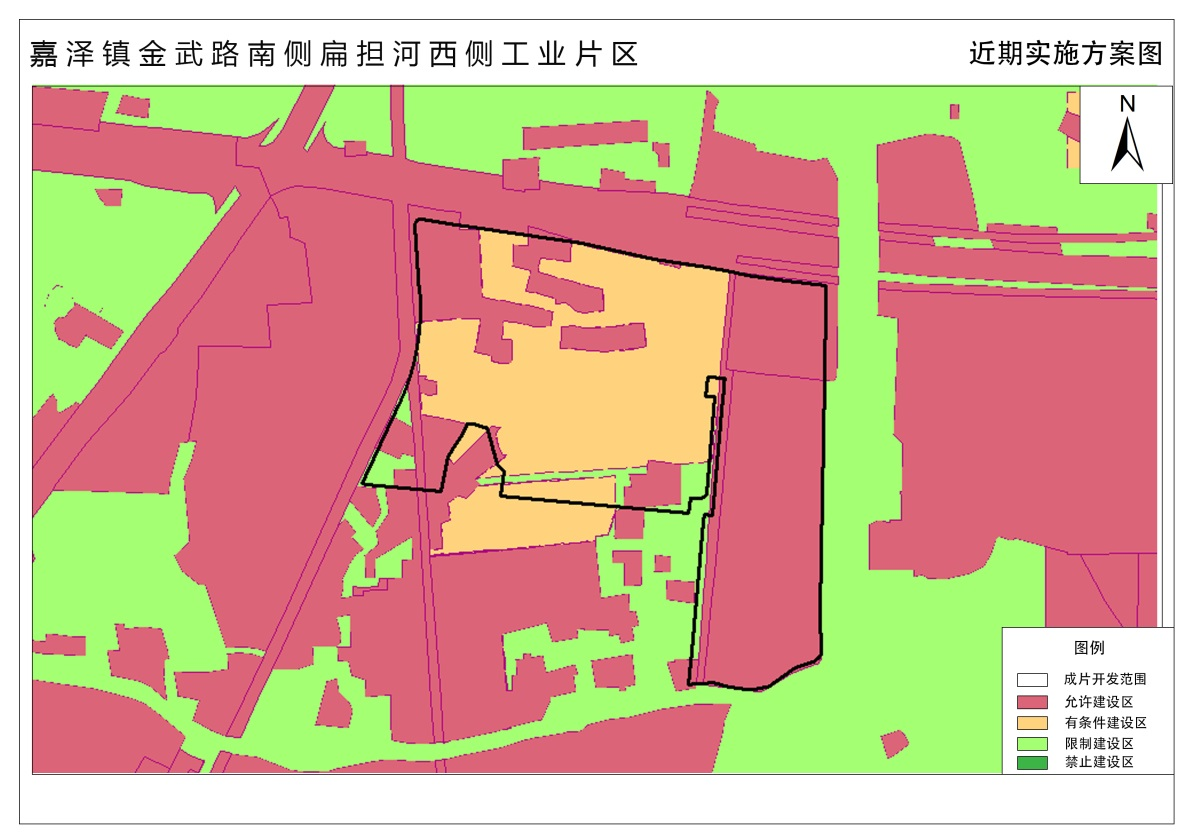 嘉泽镇金武路南侧扁担河西侧工业片区
近期实施方案图
N
图例
成片开发范围
允许建设区
有条件建设区
限制建设区
禁止建设区